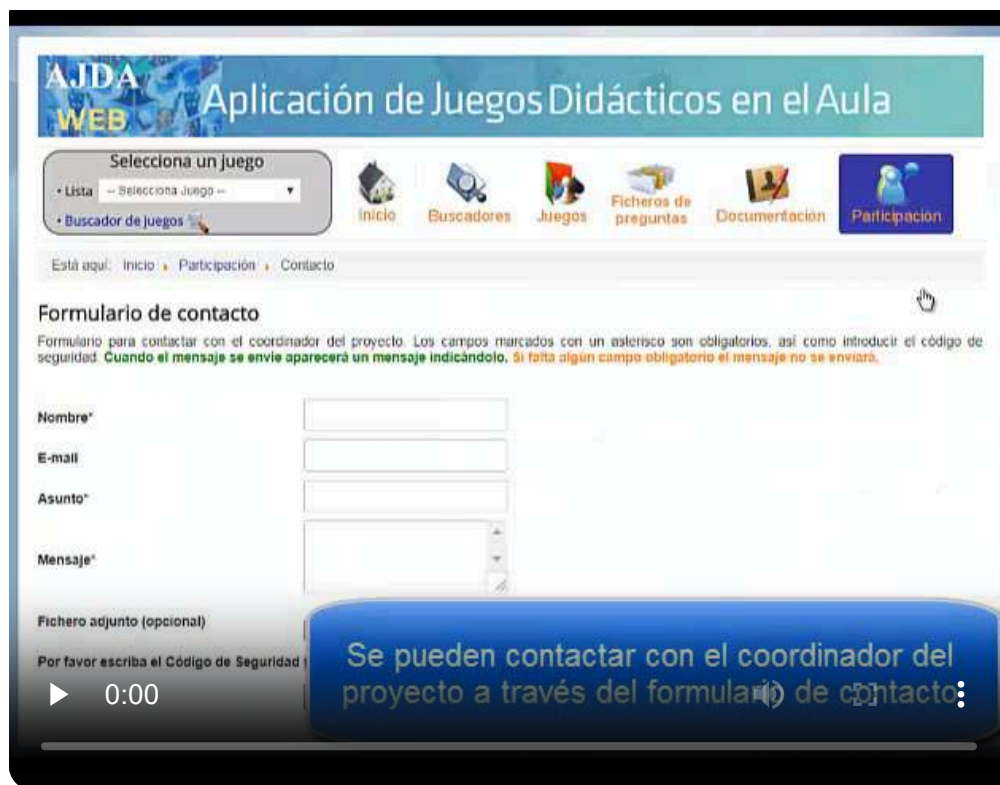 AJDA
WEB
Aplicación de Juegos Didácticos en el Aula
Selecciona un juego
• Lista -- Selecciona Juego --
• Buscador de juegos
Inicio
Buscadores
Juegos
Ficheros de
preguntas
Documentación
Participación
Está aquí: Inicio Participación Contacto
Formulario de contacto
Formulario para contactar con el coordinador del proyecto. Los campos marcados con un asterisco son obligatorios, así como introducir el código de
seguridad. Cuando el mensaje se envíe aparecerá un mensaje indicándolo. Si falta algún campo obligatorio el mensaje no se enviará.
Nombre*
E-mail
Asunto*
Mensaje*
Fichero adjunto (opcional)
Por favor escriba el Código de Seguridad
Se pueden contactar con el coordinador del
proyecto a través del formulario de contacto
0:00